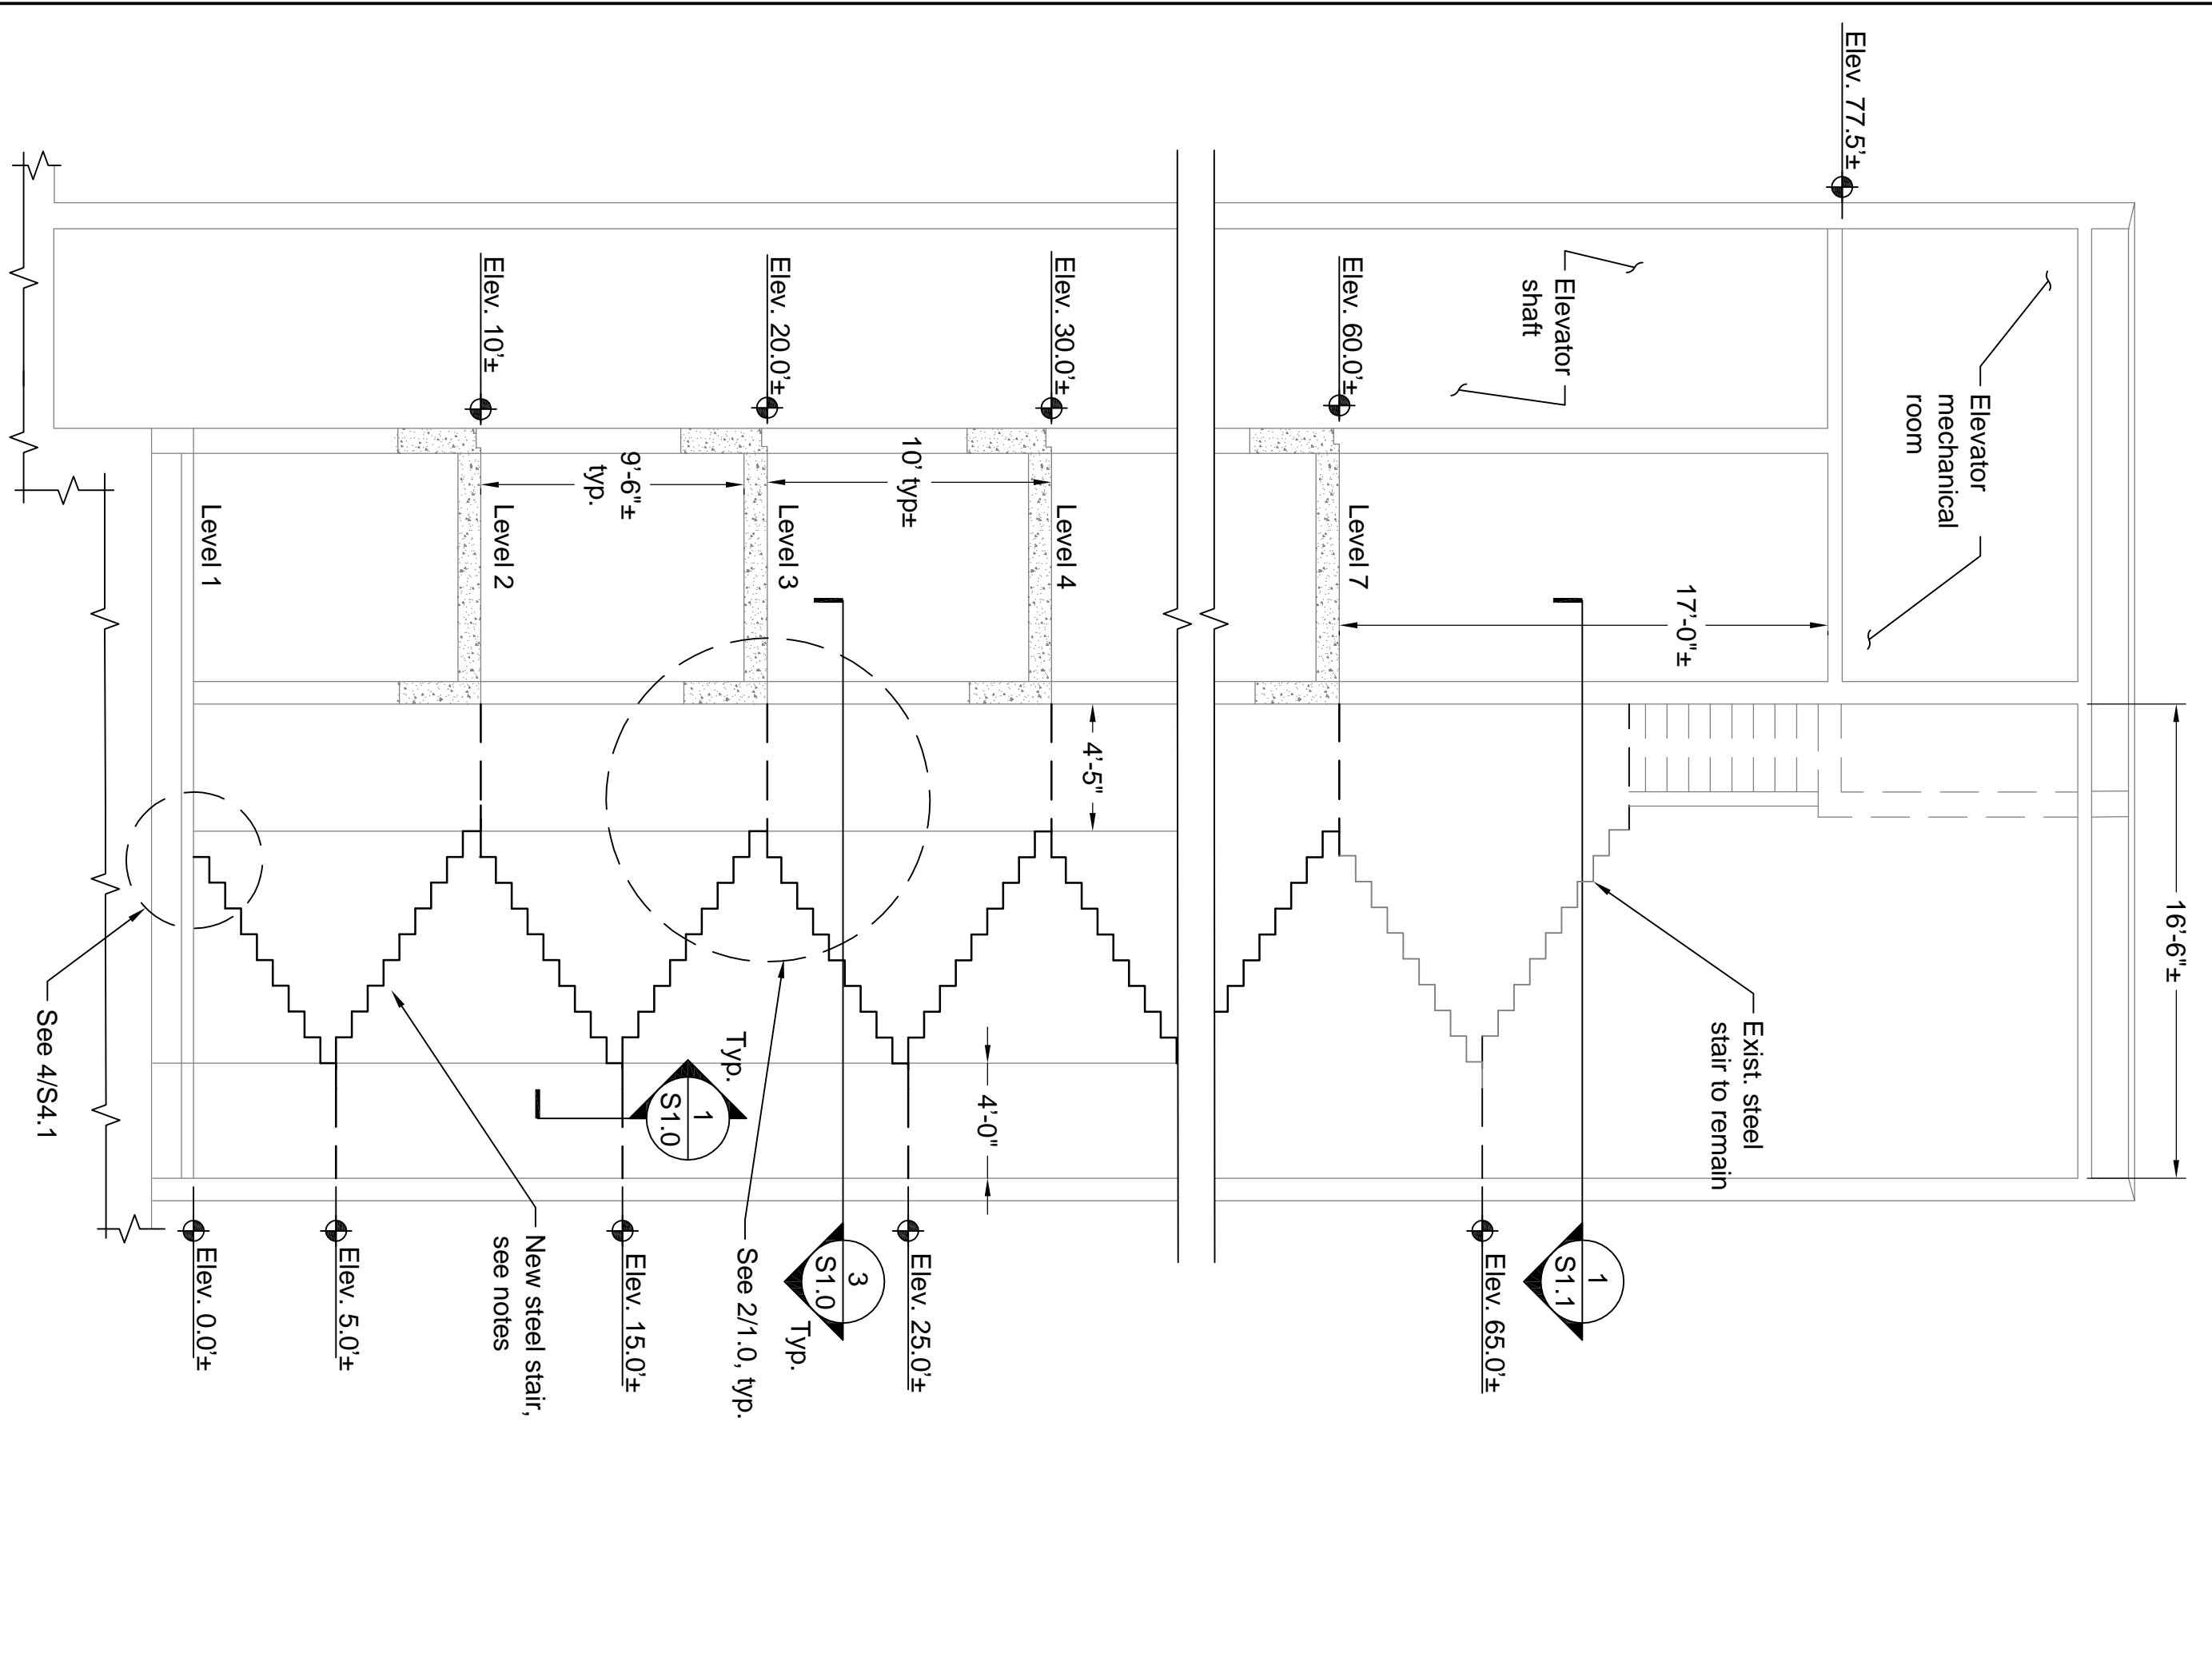 16'-6"±
Elev. 77.5'±
Elevator
mechanical
room
Exist. steel
stair to remain
17'-0"±
Elevator
shaft
1
S1.1
Elev. 65.0'±
Elev. 60.0'±
Level 7
4'-5"
Elev. 30.0'±
Level 4
4'-0"
10' typ±
Elev. 25.0'±
3
S1.0
Typ.
Elev. 20.0'±
Level 3
See 2/1.0, typ.
Typ.
1
S1.0
9'-6"±
typ.
Elev. 15.0'±
Elev. 10'±
Level 2
New steel stair,
see notes
Elev. 5.0'±
Level 1
Elev. 0.0'±
See 4/S4.1